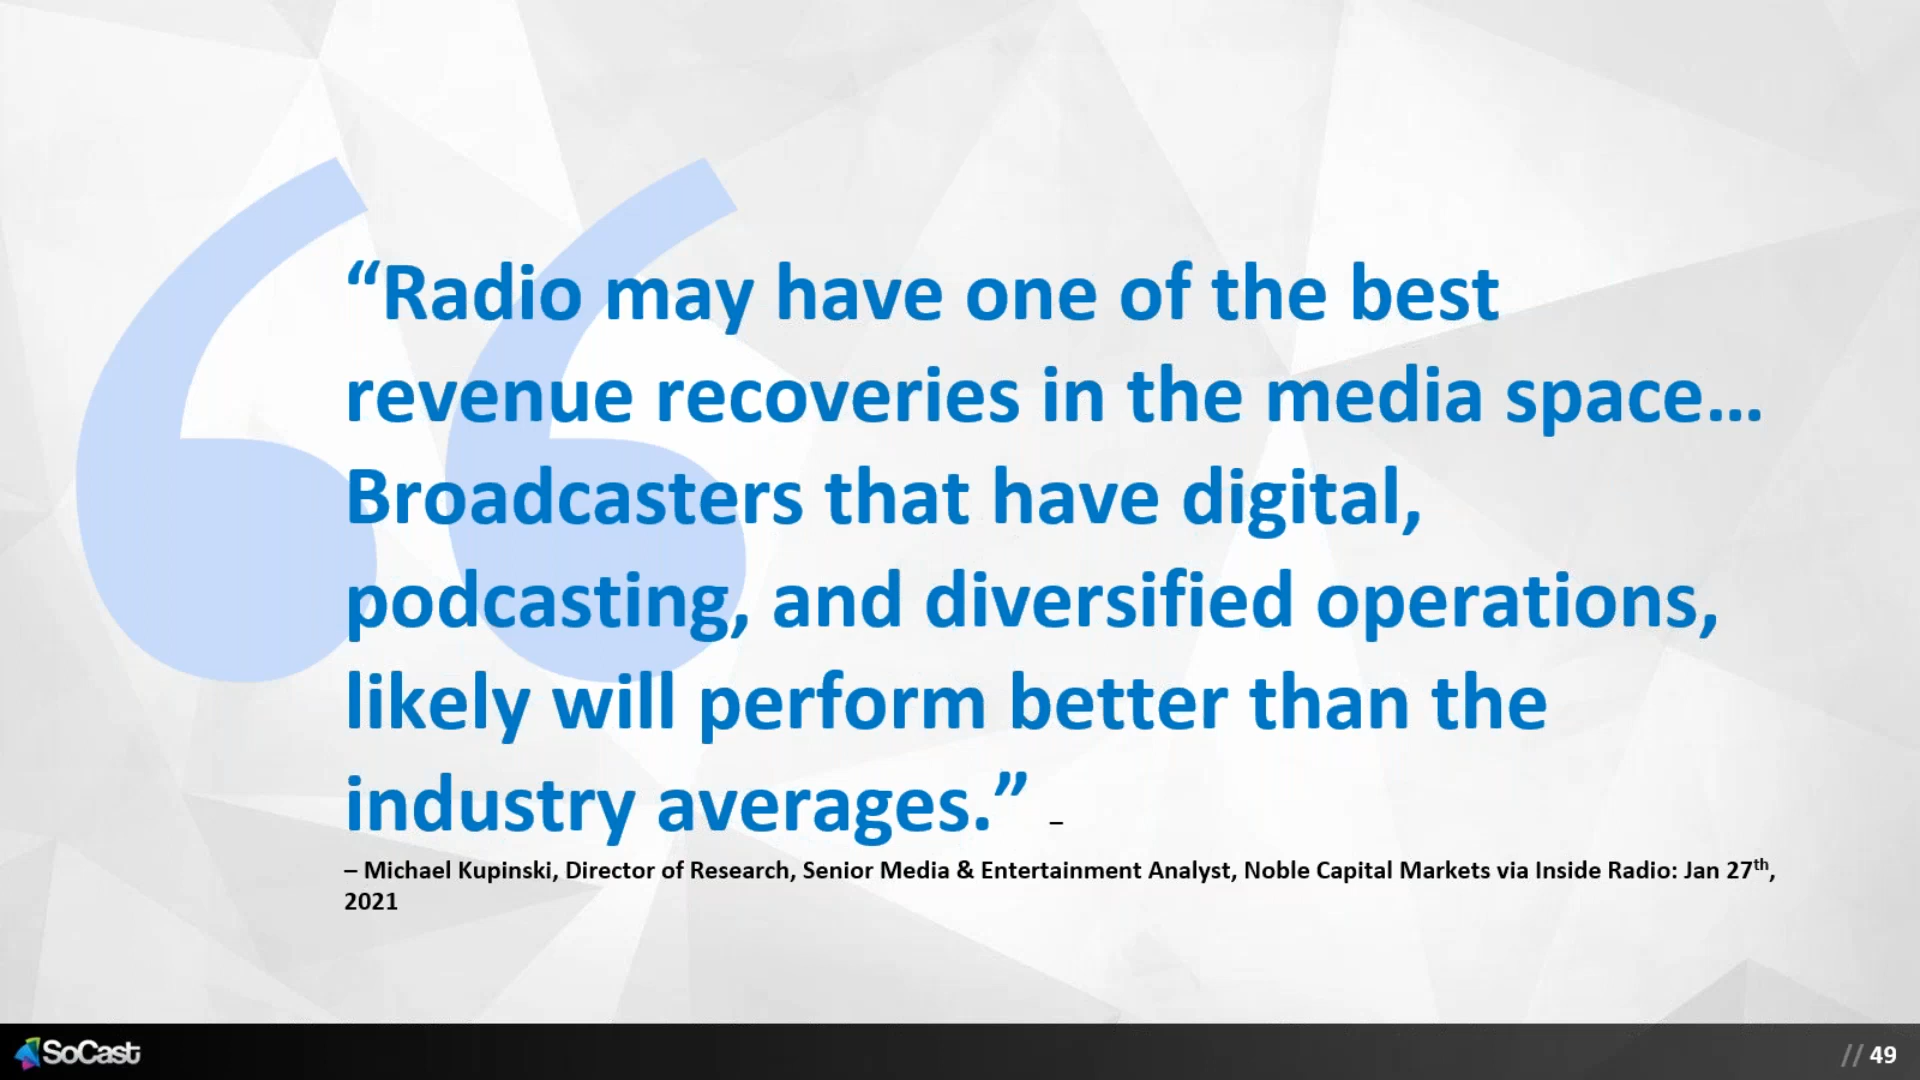 “Radio may have one of the best
revenue recoveries in the media space…
Broadcasters that have digital,
podcasting, and diversified operations,
likely will perform better than the
industry averages.” –
– Michael Kupinski, Director of Research, Senior Media & Entertainment Analyst, Noble Capital Markets via Inside Radio: Jan 27th,
2021
SoCast
// 49